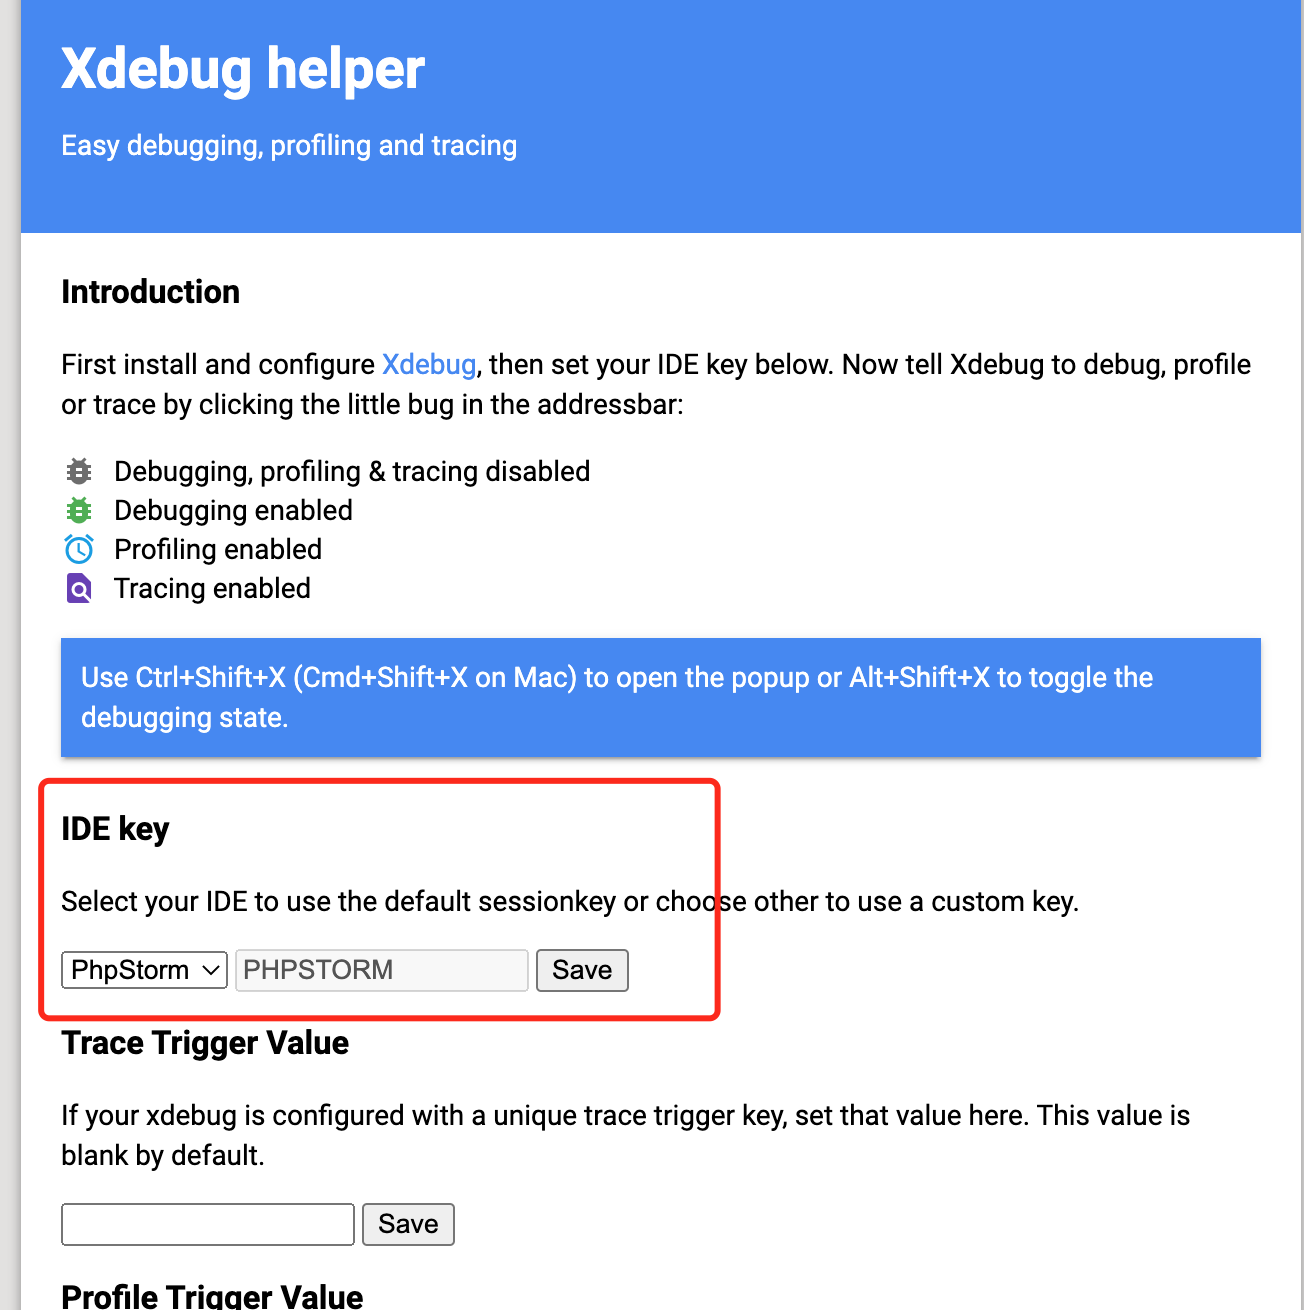 Xdebug helper
Easy debugging, profiling and tracing
Introduction
First install and configure Xdebug, then set your IDE key below. Now tell Xdebug to debug, profile
or trace by clicking the little bug in the addressbar:
Debugging, profiling & tracing disabled
Debugging enabled
Profiling enabled
Tracing enabled
Use Ctrl+Shift+X (Cmd+Shift+X on Mac) to open the popup or Alt+Shift+X to toggle the
debugging state.
IDE key
Select your IDE to use the default sessionkey or choose other to use a custom key.
PhpStorm PHPSTORM Save
Trace Trigger Value
If your xdebug is configured with a unique trace trigger key, set that value here. This value is
blank by default.
Save
Profile Trigger Value